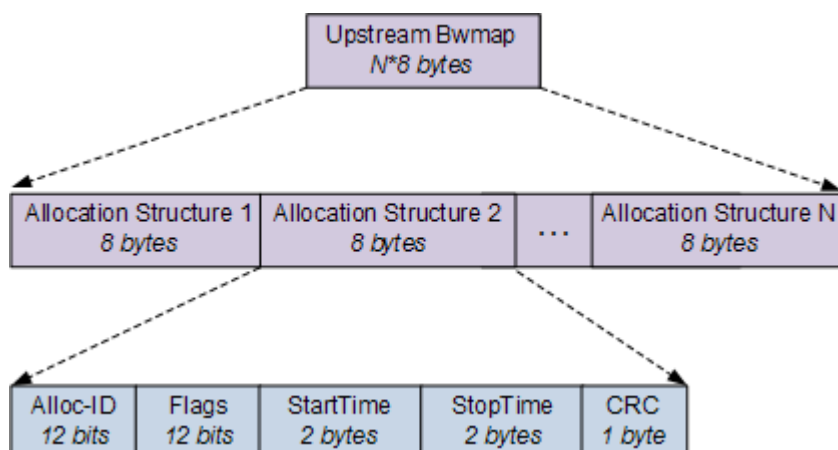 Upstream Bwmap
N*8 bytes
Allocation Structure 1 Allocation Structure 2 ... Allocation Structure N
8 bytes 8 bytes 8 bytes
Alloc-ID Flags StartTime StopTime CRC
12 bits 12 bits 2 bytes 2 bytes 1 byte